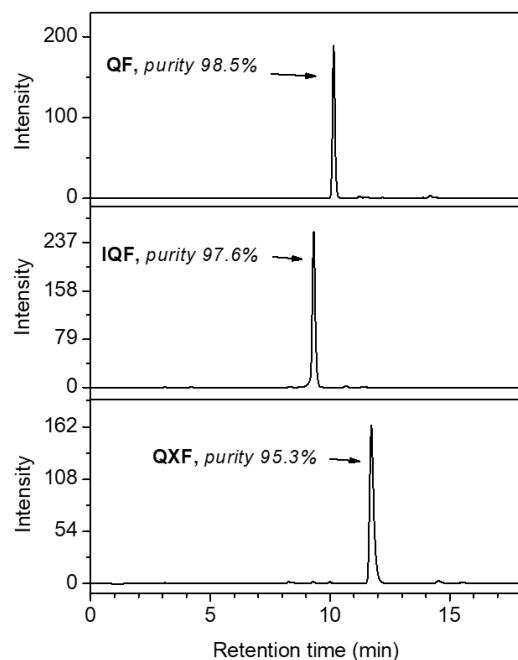 200
QF, purity 98.5%
Intensity
100
0
237
IQF, purity 97.6%
Intensity
158
79
0
162
QXF, purity 95.3%
Intensity
108
54
0
0 5 10 15
Retention time (min)